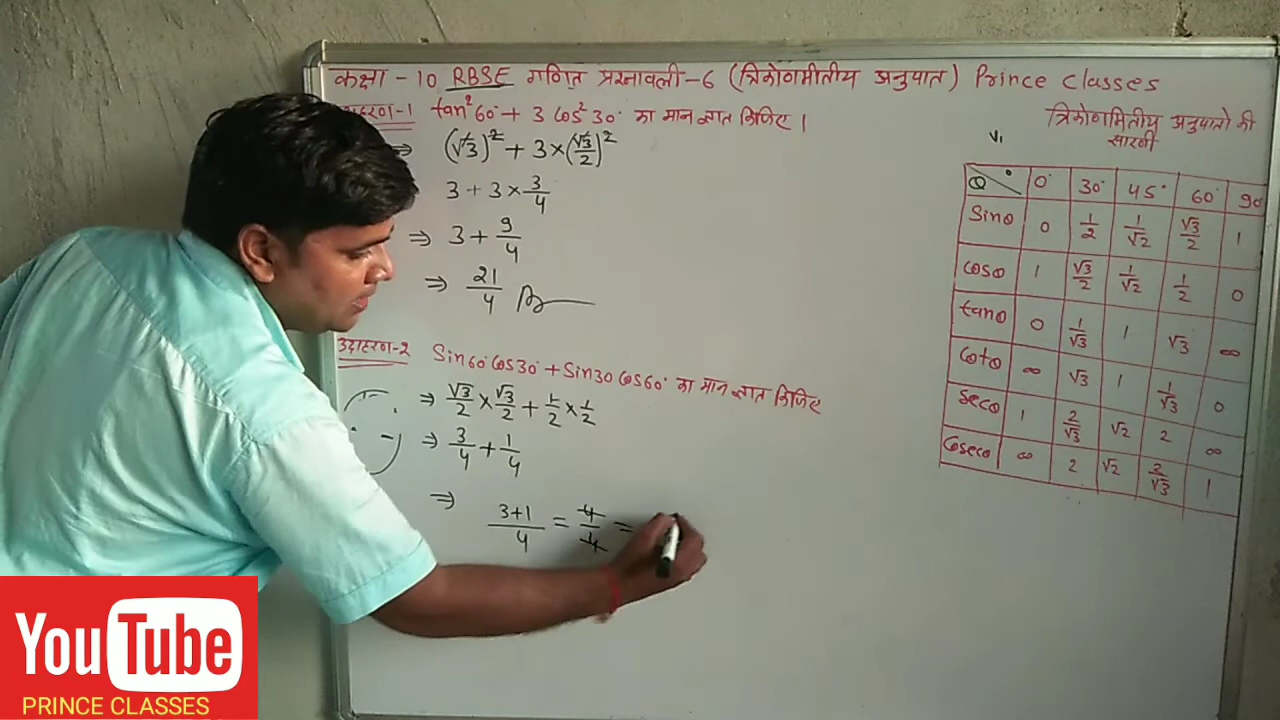 कक्षा - 10 RBSE गणित प्रश्नावली-6 (त्रिकोणमीतीय अनुपात) Prince Classes
हरण-1 tan²60° + 3 Cos²30° का मान ज्ञात किजिए।
⇒ (√3)² + 3×(√3/2)²
3 + 3 × 3/4
⇒ 3 + 9/4
⇒ 21/4
उदाहरण-2 Sin60° Cos30° + Sin30 Cos60° का मान ज्ञात किजिए
⇒ √3/2 × √3/2 + 1/2 × 1/2
⇒ 3/4 + 1/4
⇒ 3+1/4 = 4/4 =
त्रिकोणमितीय अनुपातो की
सारणी
θ 0° 30° 45° 60° 90
Sinθ 0 1/2 1/√2 √3/2 1
Cosθ 1 √3/2 1/√2 1/2 0
tanθ 0 1/√3 1 √3 ∞
Cotθ ∞ √3 1 1/√3 0
Secθ 1 2/√3 √2 2 ∞
Cosecθ ∞ 2 √2 2/√3 1
YouTube
PRINCE CLASSES